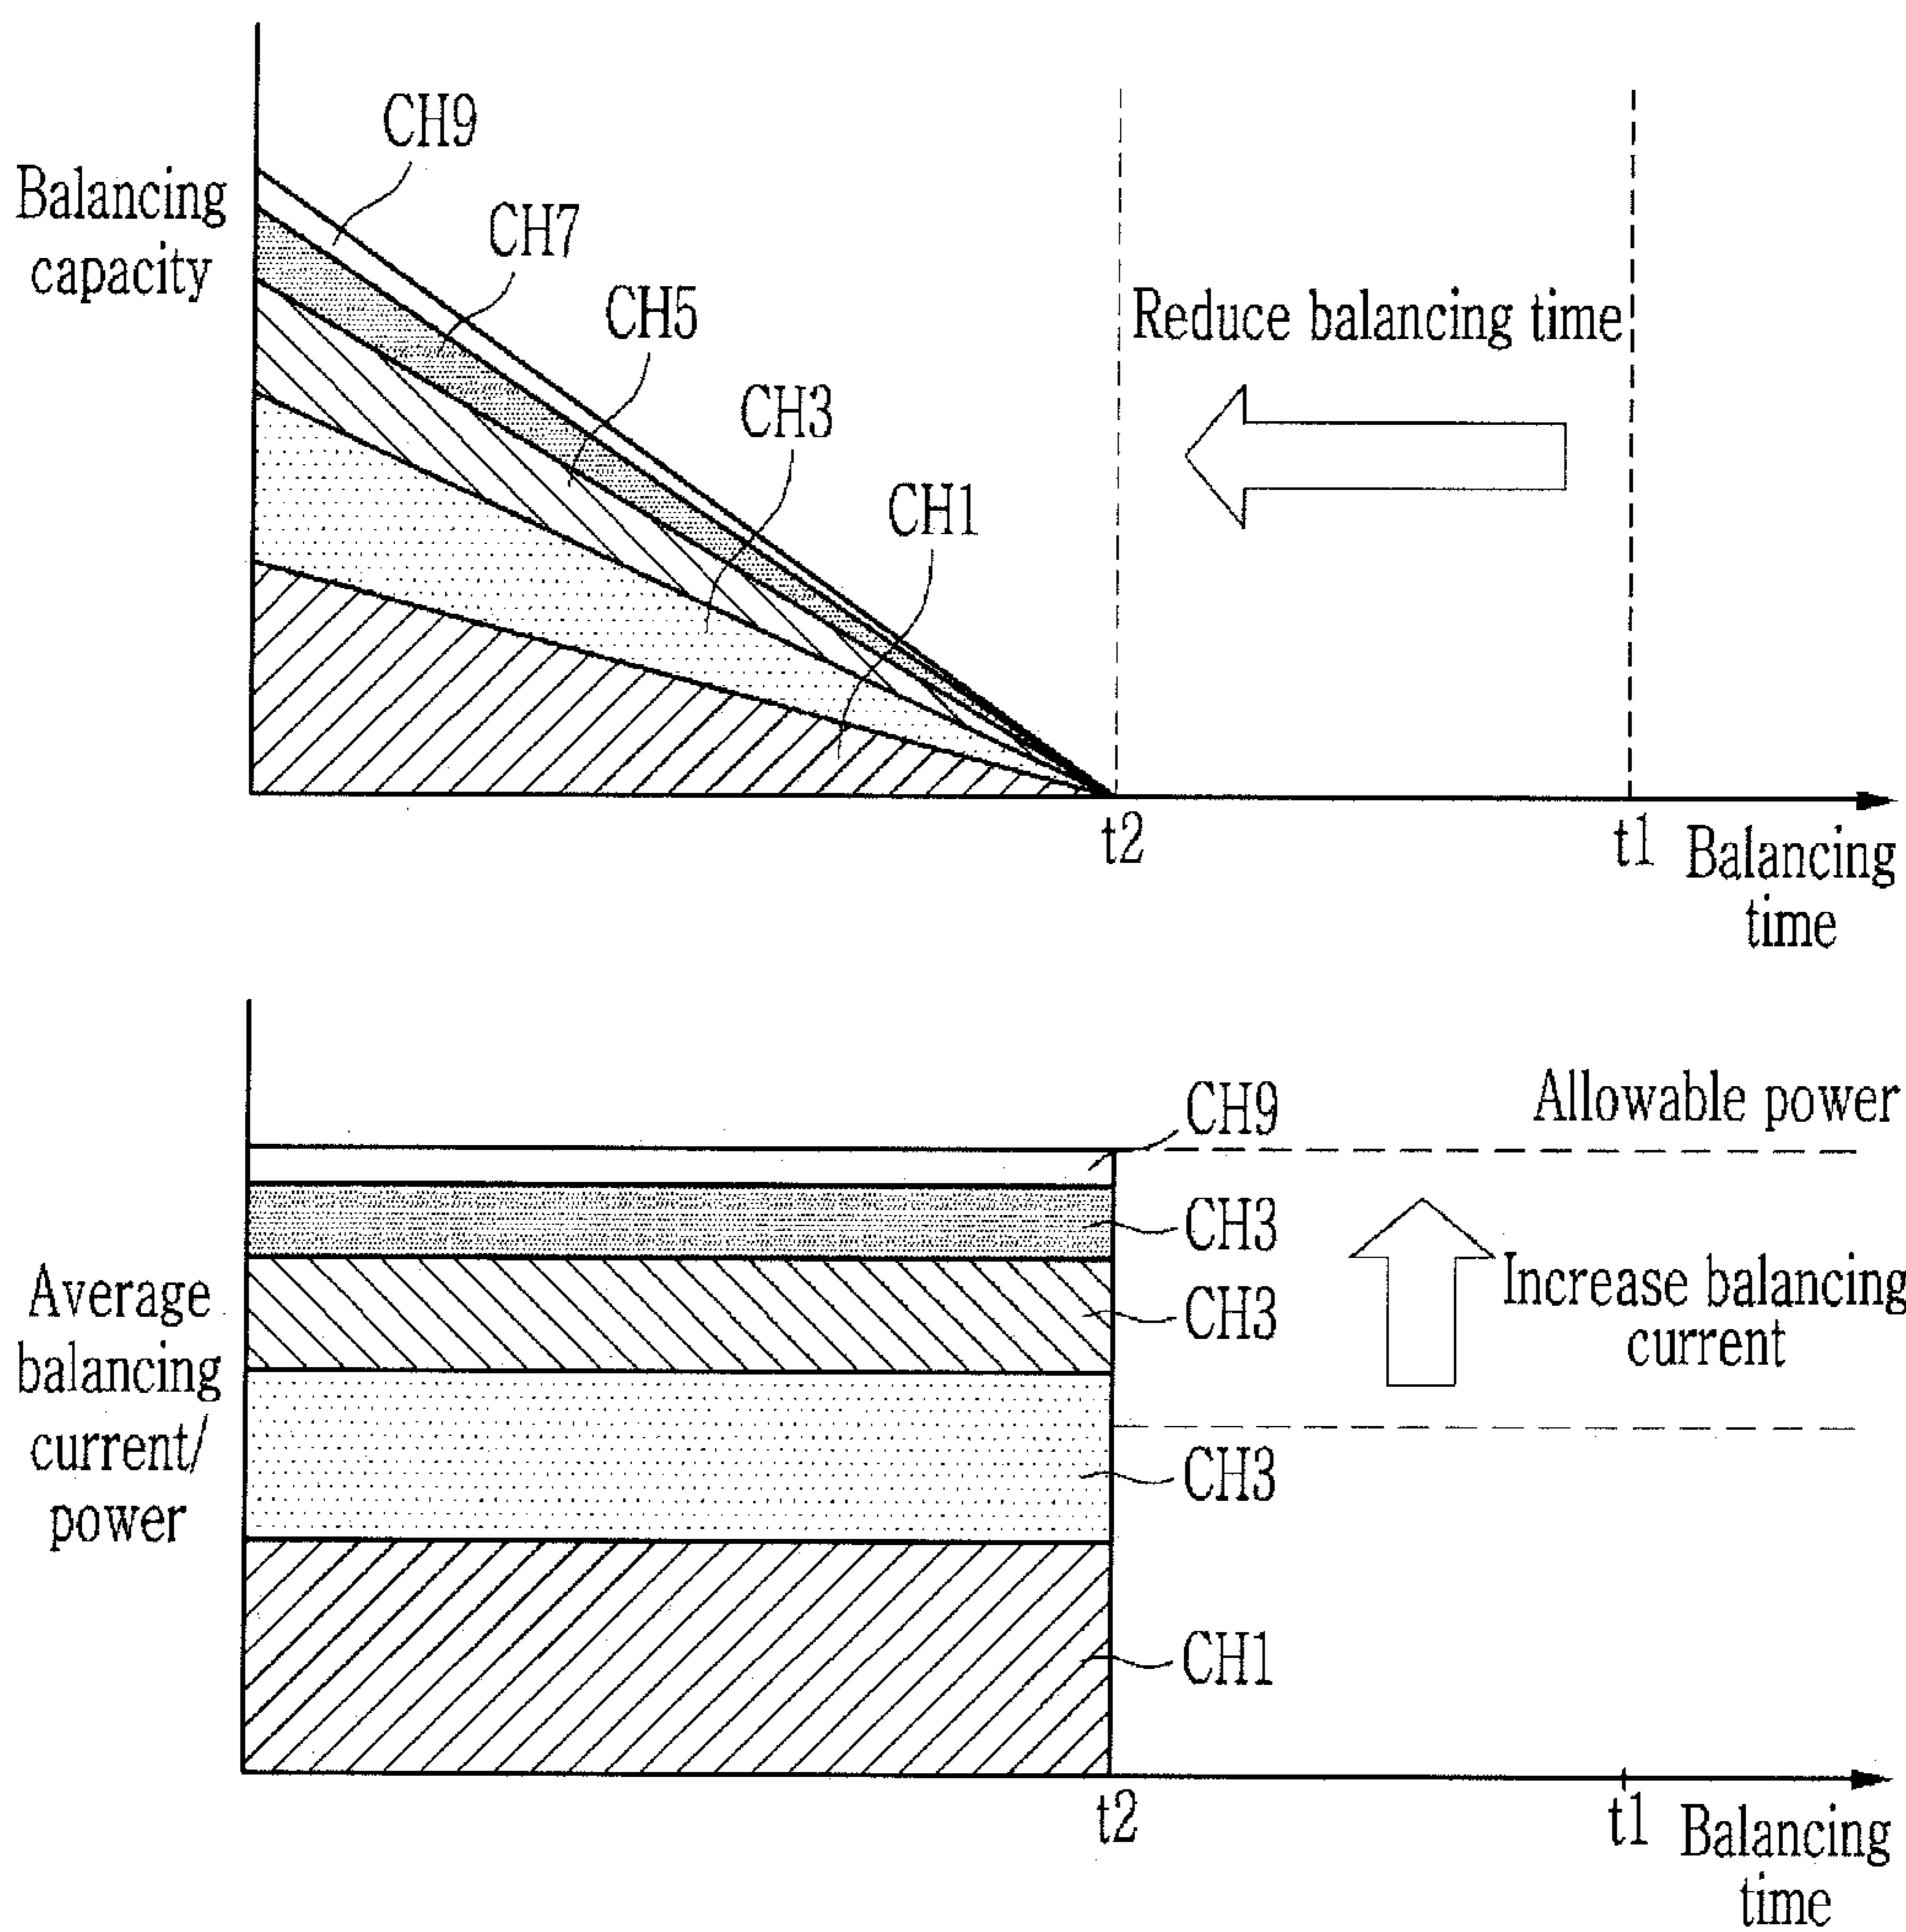 CH9
Balancing
capacity
CH7
CH5
CH3
CH1
Reduce balancing time
t2
t1
Balancing
time
Average
balancing
current/
power
CH9
CH3
CH3
CH3
CH1
Allowable power
Increase balancing
current
t2
t1
Balancing
time